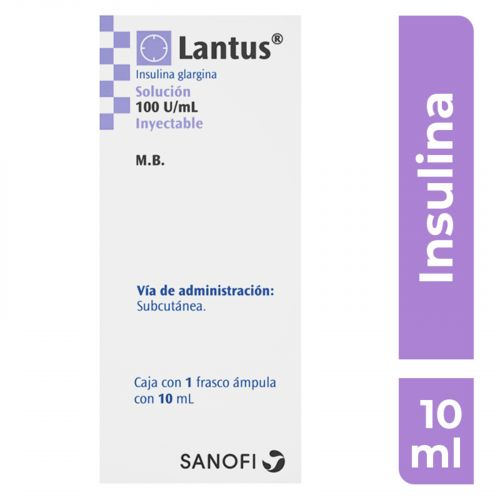 Lantus®
Insulina glargina
Solución
100 U/mL
Inyectable
M.B.
Vía de administración:
Subcutánea.
Caja con 1 frasco ámpula
con 10 mL
SANOFI
Insulina
10
ml